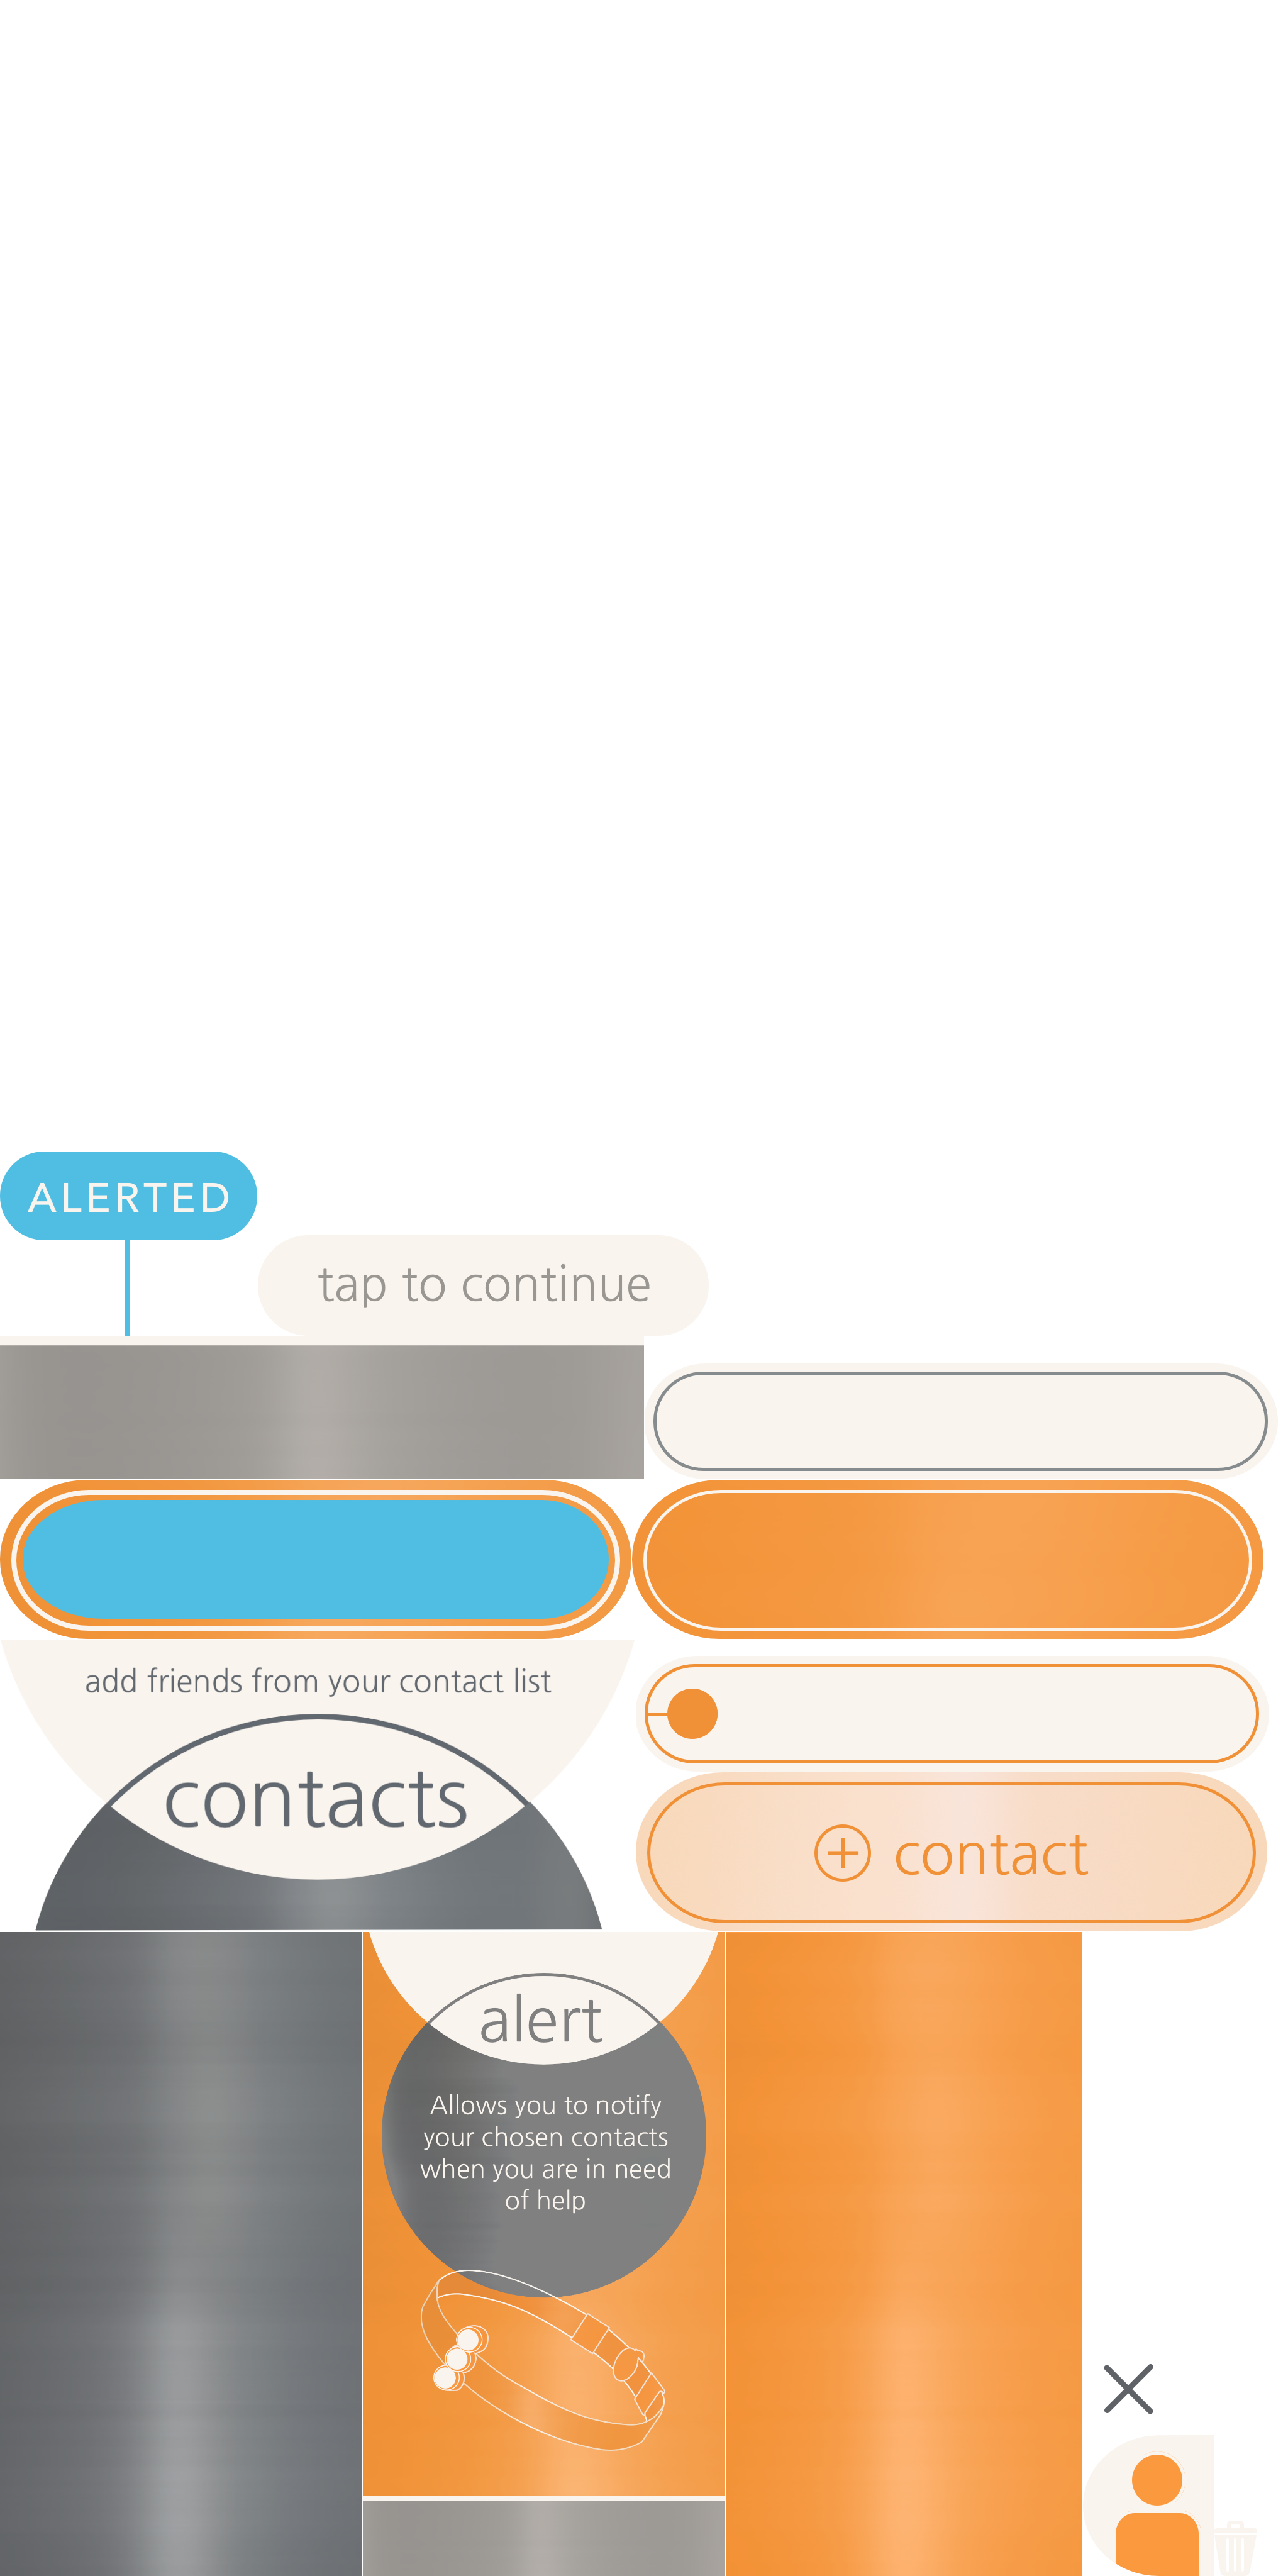 ALERTED
tap to continue
add friends from your contact list
contacts
contact
alert
Allows you to notify
your chosen contacts
when you are in need
of help